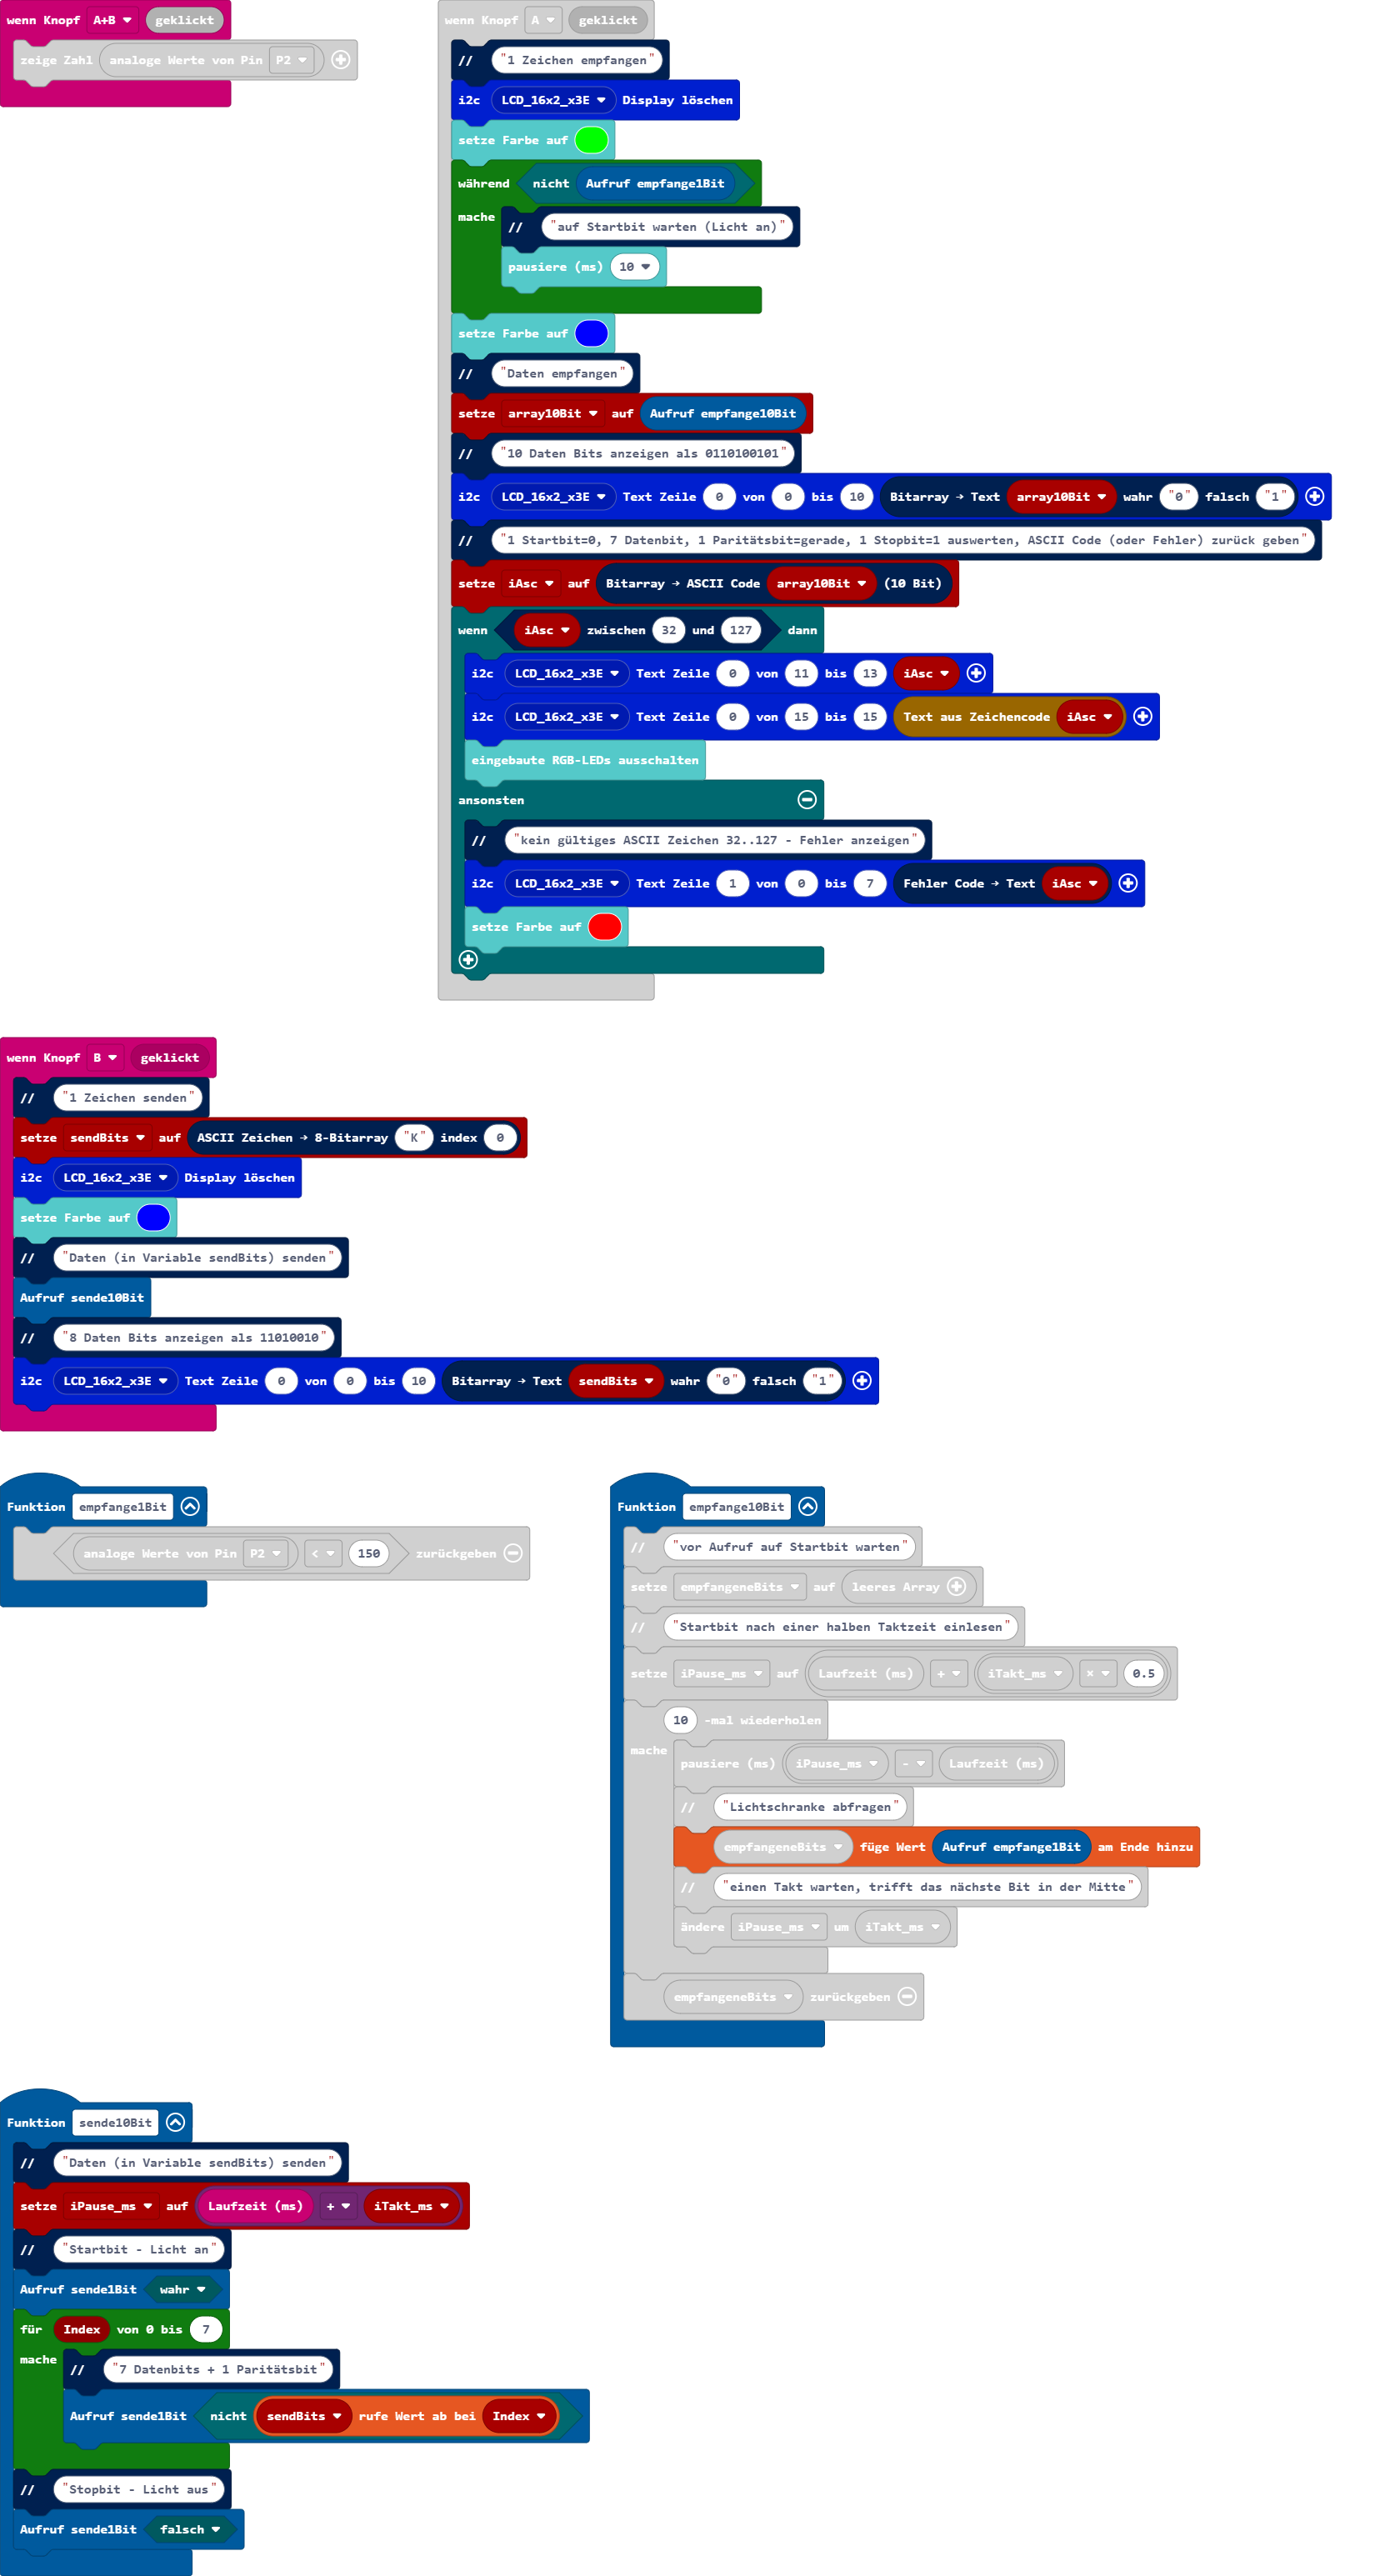 wenn Knopf A+B geklickt
zeige Zahl analoge Werte von Pin P2
wenn Knopf A geklickt
// "1 Zeichen empfangen"
i2c LCD_16x2_x3E Display löschen
setze Farbe auf
während nicht Aufruf empfange1Bit
mache // "auf Startbit warten (Licht an)"
pausiere (ms) 10
setze Farbe auf
// "Daten empfangen"
setze array10Bit auf Aufruf empfange10Bit
// "10 Daten Bits anzeigen als 0110100101"
i2c LCD_16x2_x3E Text Zeile 0 von 0 bis 10 Bitarray → Text array10Bit wahr "0" falsch "1"
// "1 Startbit=0, 7 Datenbit, 1 Paritätsbit=gerade, 1 Stopbit=1 auswerten, ASCII Code (oder Fehler) zurück geben"
setze iAsc auf Bitarray → ASCII Code array10Bit (10 Bit)
wenn iAsc zwischen 32 und 127 dann
i2c LCD_16x2_x3E Text Zeile 0 von 11 bis 13 iAsc
i2c LCD_16x2_x3E Text Zeile 0 von 15 bis 15 Text aus Zeichencode iAsc
eingebaute RGB-LEDs ausschalten
ansonsten
// "kein gültiges ASCII Zeichen 32..127 - Fehler anzeigen"
i2c LCD_16x2_x3E Text Zeile 1 von 0 bis 7 Fehler Code → Text iAsc
setze Farbe auf
wenn Knopf B geklickt
// "1 Zeichen senden"
setze sendBits auf ASCII Zeichen → 8-Bitarray "K" index 0
i2c LCD_16x2_x3E Display löschen
setze Farbe auf
// "Daten (in Variable sendBits) senden"
Aufruf sende10Bit
// "8 Daten Bits anzeigen als 11010010"
i2c LCD_16x2_x3E Text Zeile 0 von 0 bis 10 Bitarray → Text sendBits wahr "0" falsch "1"
Funktion empfange1Bit
analoge Werte von Pin P2 < 150 zurückgeben
Funktion empfange10Bit
// "vor Aufruf auf Startbit warten"
setze empfangeneBits auf leeres Array
// "Startbit nach einer halben Taktzeit einlesen"
setze iPause_ms auf Laufzeit (ms) + iTakt_ms × 0.5
10 -mal wiederholen
mache pausiere (ms) iPause_ms - Laufzeit (ms)
// "Lichtschranke abfragen"
empfangeneBits füge Wert Aufruf empfange1Bit am Ende hinzu
// "einen Takt warten, trifft das nächste Bit in der Mitte"
ändere iPause_ms um iTakt_ms
empfangeneBits zurückgeben
Funktion sende10Bit
// "Daten (in Variable sendBits) senden"
setze iPause_ms auf Laufzeit (ms) + iTakt_ms
// "Startbit - Licht an"
Aufruf sende1Bit wahr
für Index von 0 bis 7
mache // "7 Datenbits + 1 Paritätsbit"
Aufruf sende1Bit nicht sendBits rufe Wert ab bei Index
// "Stopbit - Licht aus"
Aufruf sende1Bit falsch